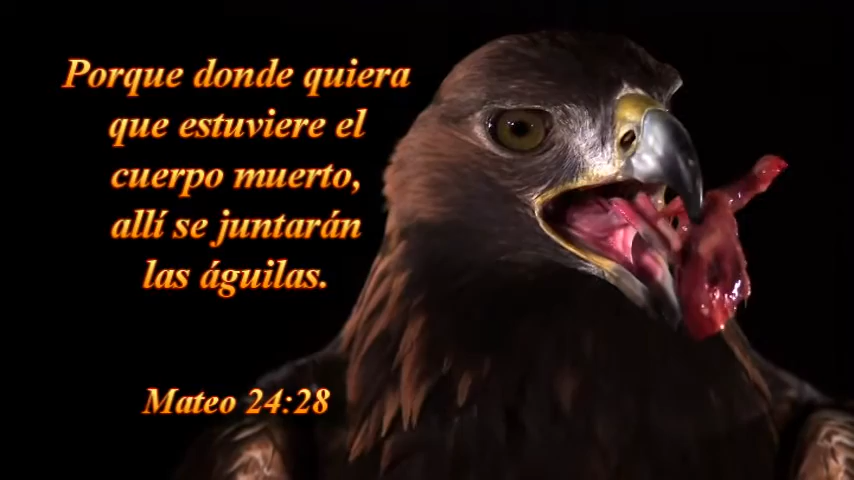 Porque donde quiera
que estuviere el
cuerpo muerto,
allí se juntarán
las águilas.
Mateo 24:28